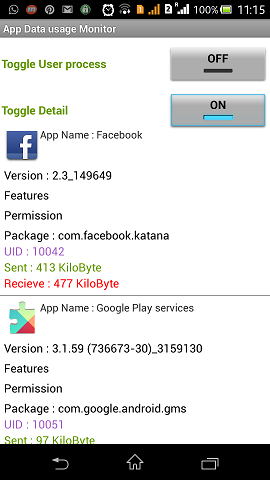 100% 11:15
App Data usage Monitor
Toggle User process
OFF
Toggle Detail
ON
App Name : Facebook
Version : 2.3_149649
Features
Permission
Package : com.facebook.katana
UID : 10042
Sent : 413 KiloByte
Recieve : 477 KiloByte
App Name : Google Play services
Version : 3.1.59 (736673-30)_3159130
Features
Permission
Package : com.google.android.gms
UID : 10051
Sent : 97 KiloByte